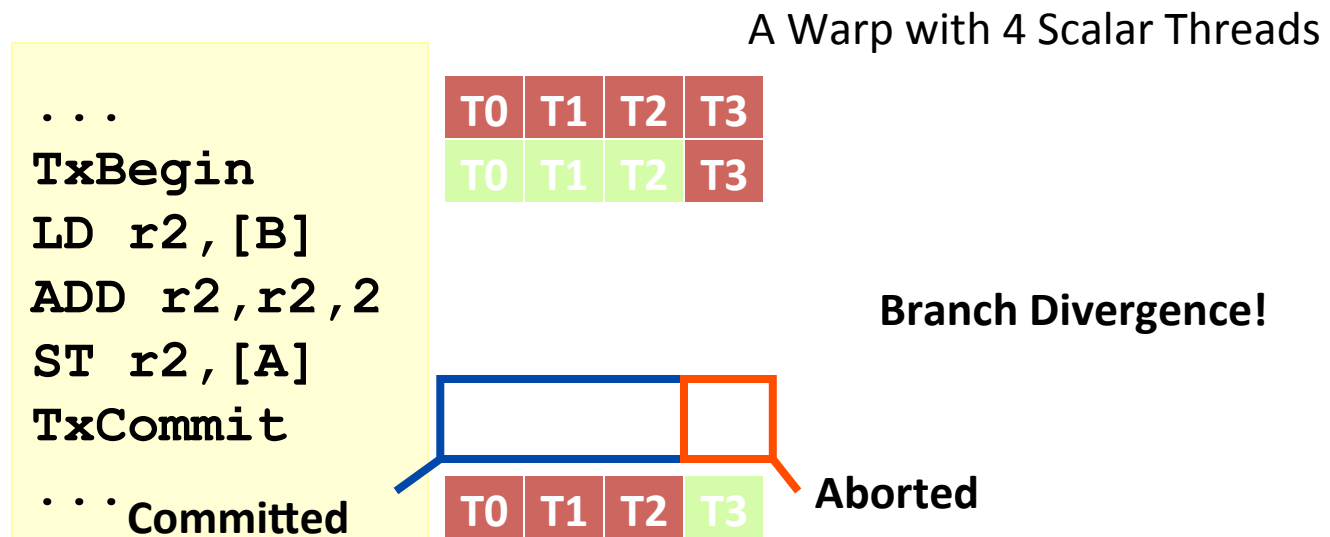 A Warp with 4 Scalar Threads
...
T0 T1 T2 T3
TxBegin
T0 T1 T2 T3
LD r2,[B]
ADD r2,r2,2
Branch Divergence!
ST r2,[A]
TxCommit
...
Committed
T0 T1 T2 T3
Aborted